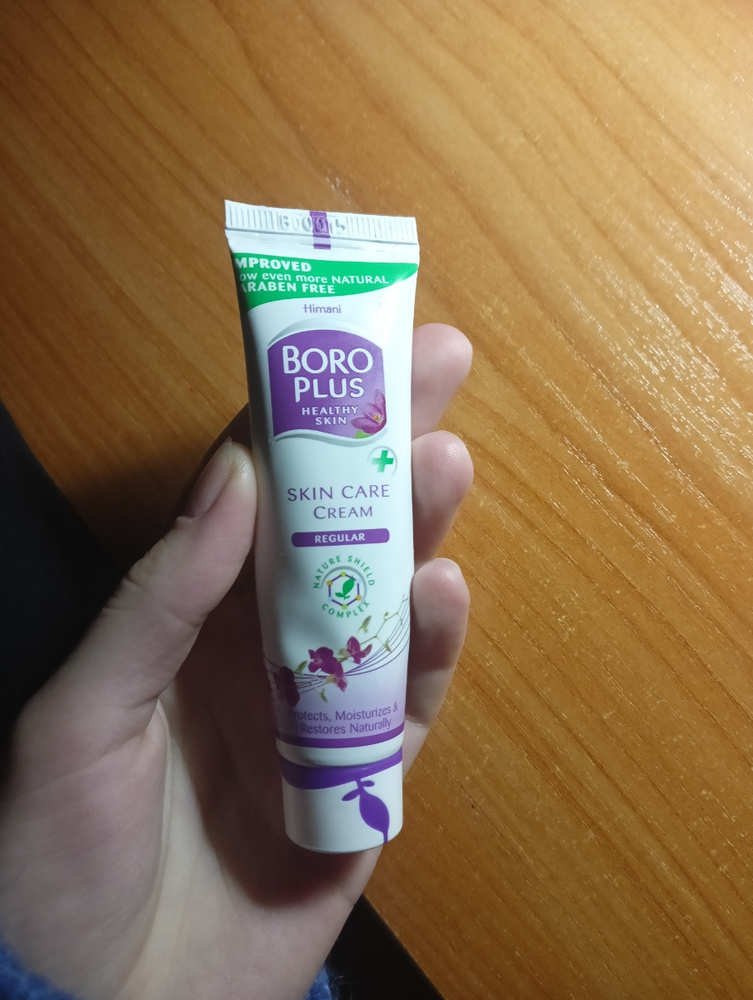 MPROVED
ow even more NATURAL
ARABEN FREE
Himani
BORO
PLUS
HEALTHY
SKIN
SKIN CARE
CREAM
REGULAR
NATURE SHIELD
COMPLEX
rotects, Moisturizes &
Restores Naturally